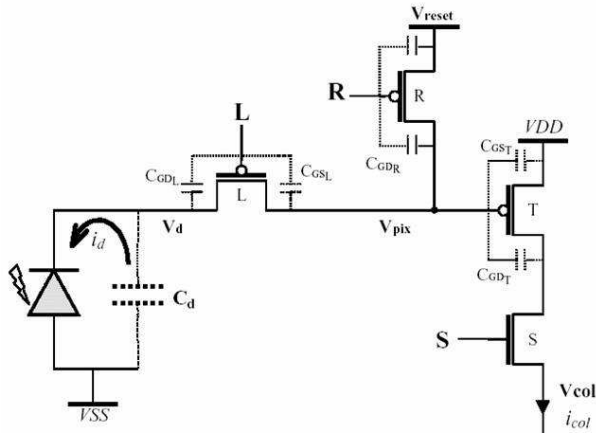 Vreset
R
R
CGDR
L
L
CGDL
CGSL
Vd
Vpix
VDD
CGST
T
CGDT
id
Cd
S
S
VSS
Vcol
icol